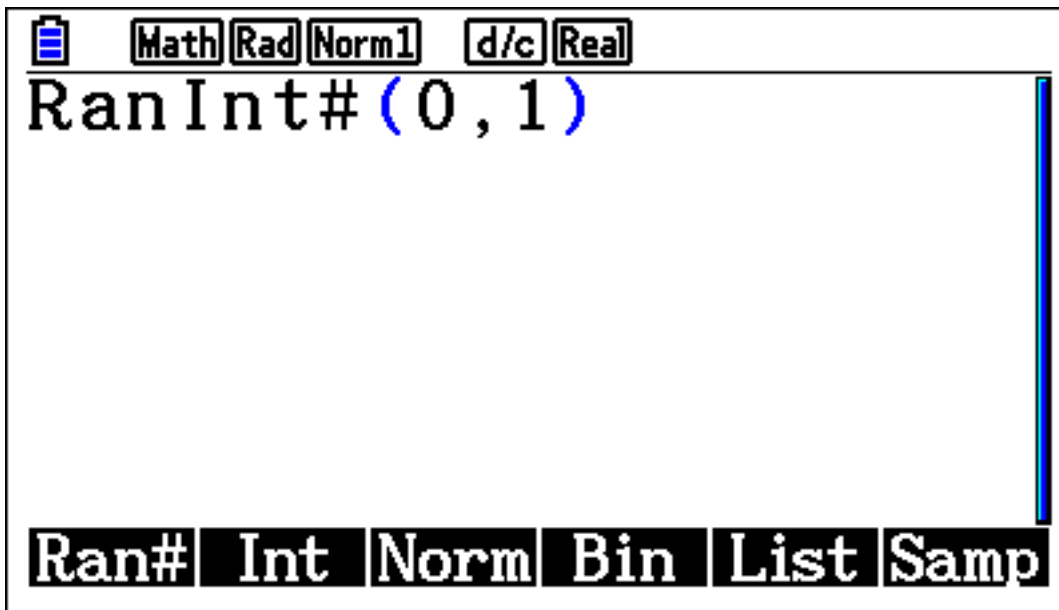 Math Rad Norm1 d/c Real
RanInt#(0,1)
Ran# Int Norm Bin List Samp